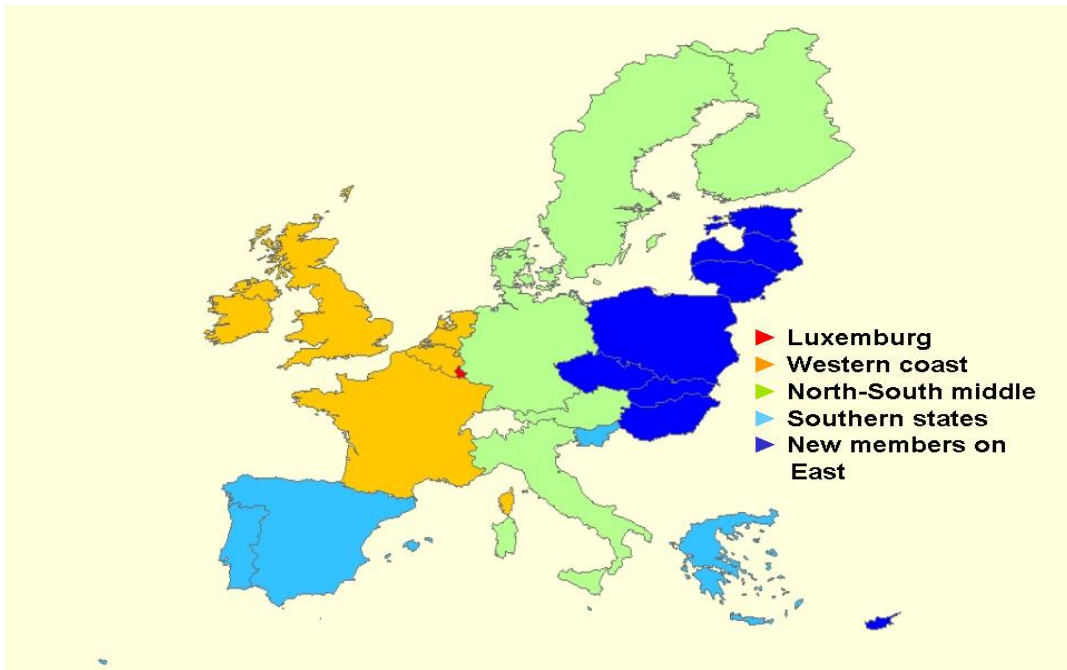 Luxemburg
Western coast
North-South middle
Southern states
New members on
East